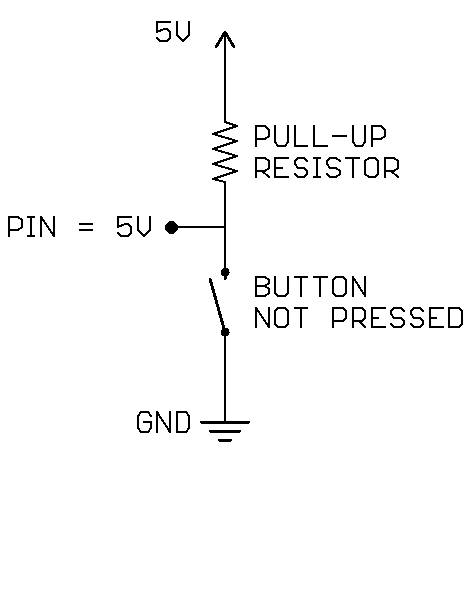 5V
PULL-UP
RESISTOR
PIN = 5V
BUTTON
NOT PRESSED
GND